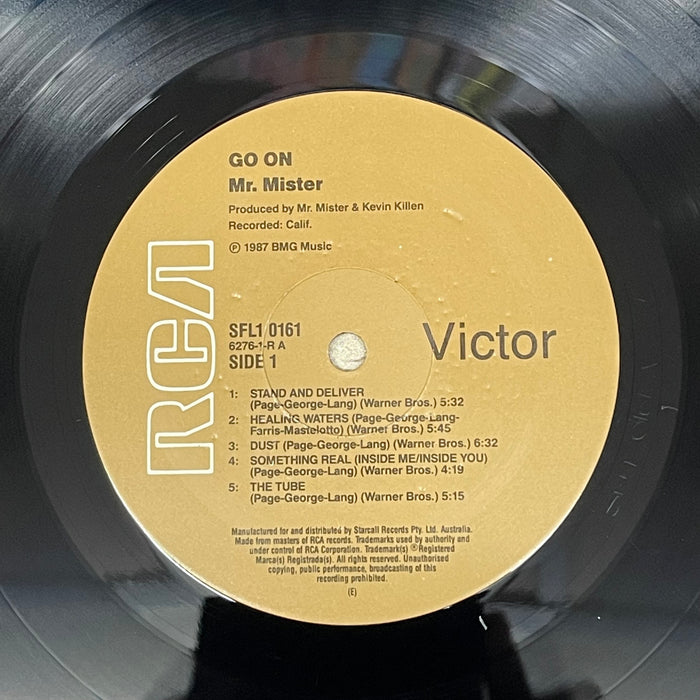 GO ON
Mr. Mister
Produced by Mr. Mister & Kevin Killen
Recorded: Calif.
℗ 1987 BMG Music
RCA
SFL1 0161
6276-1-R A
SIDE 1
Victor
1: STAND AND DELIVER
(Page-George-Lang) (Warner Bros.) 5:32
2: HEALING WATERS (Page-George-Lang-
Farris-Mastelotto) (Warner Bros.) 5:45
3: DUST (Page-George-Lang) (Warner Bros.) 6:32
4: SOMETHING REAL (INSIDE ME/INSIDE YOU)
(Page-George-Lang) (Warner Bros.) 4:19
5: THE TUBE
(Page-George-Lang) (Warner Bros.) 5:15
Manufactured for and distributed by Starcall Records Pty. Ltd. Australia.
Made from masters of RCA records. Trademarks used by authority and
under control of RCA Corporation. Trademark(s) ®Registered
Marca(s) Registrada(s). All rights reserved. Unauthorised
copying, public performance, broadcasting of this
recording prohibited.
(E)